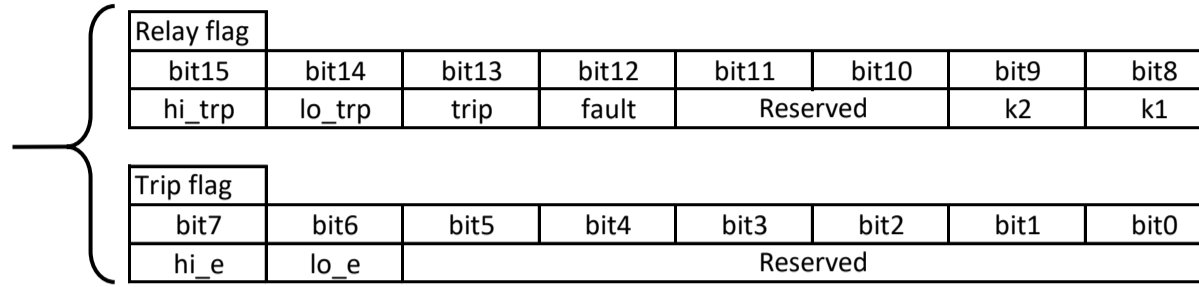 Relay flag
bit15 bit14 bit13 bit12 bit11 bit10 bit9 bit8
hi_trp lo_trp trip fault Reserved k2 k1
Trip flag
bit7 bit6 bit5 bit4 bit3 bit2 bit1 bit0
hi_e lo_e Reserved